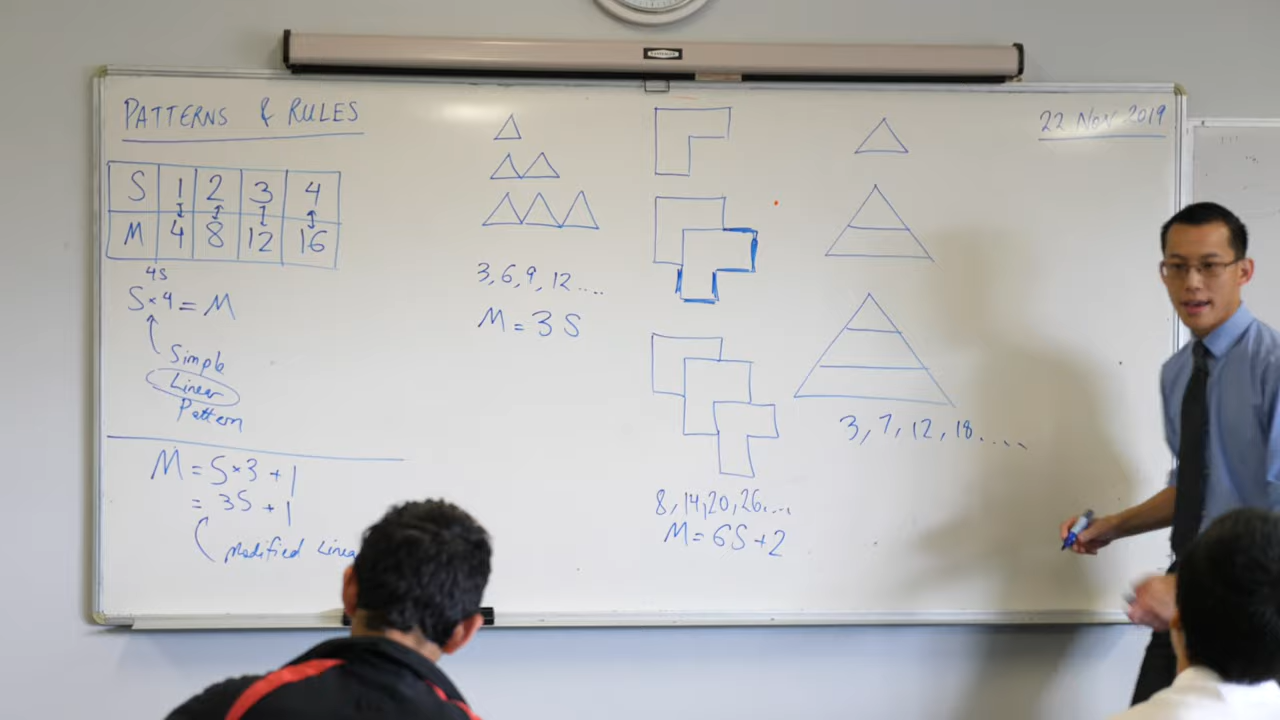 PATTERNS & RULES
22 Nov 2019
S 1 2 3 4
M 4 8 12 16
4S
S×4=M
Simple
Linear
Pattern
M=S×3+1
=3S+1
Modified Linea
3,6,9,12....
M=3S
8,14,20,26...
M=6S+2
3,7,12,18....